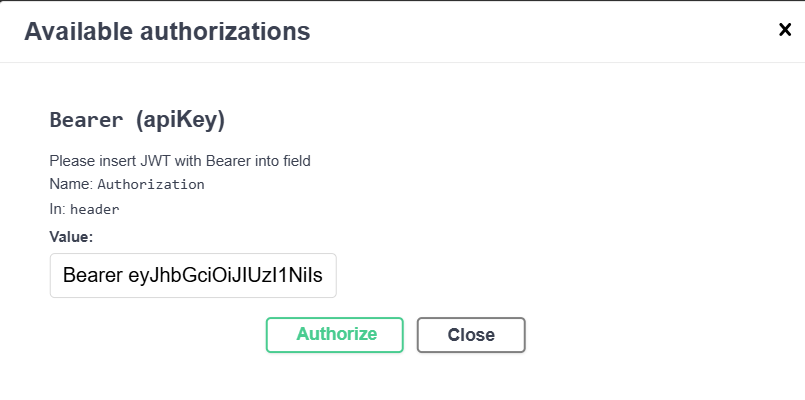 Available authorizations
×
Bearer (apiKey)
Please insert JWT with Bearer into field
Name: Authorization
In: header
Value:
Bearer eyJhbGciOiJIUzI1NiIs
Authorize
Close